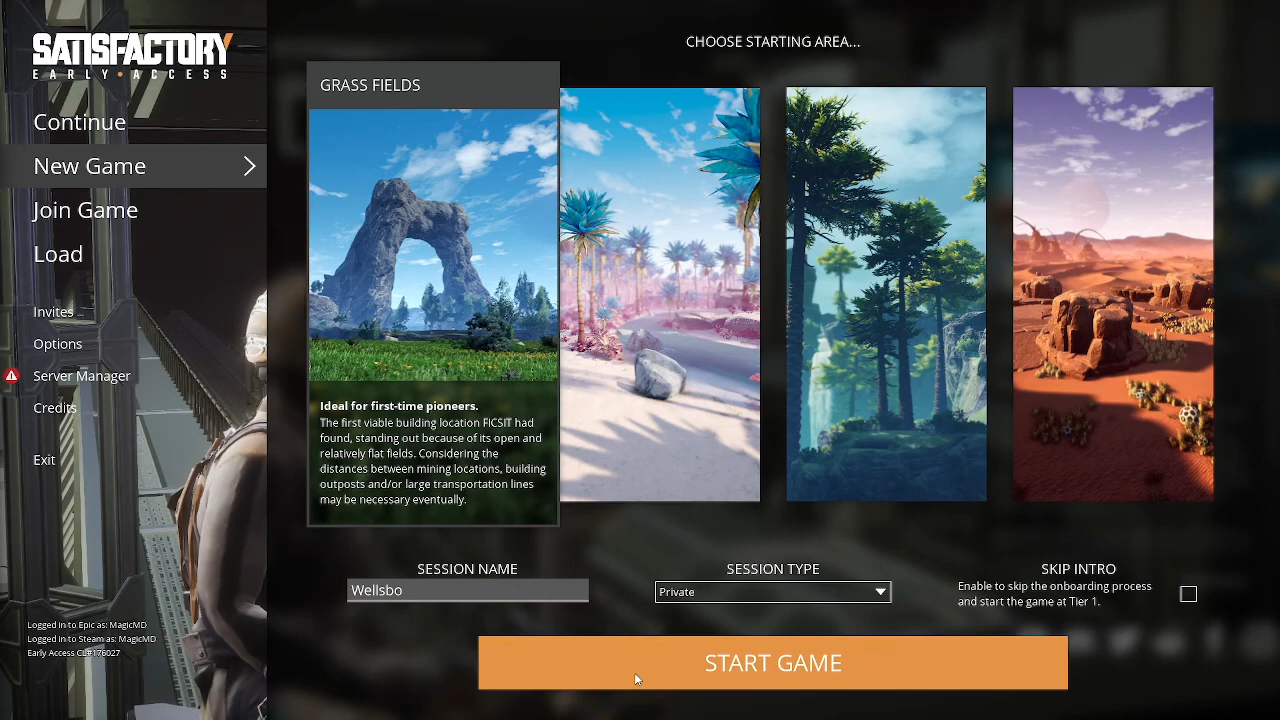 SATISFACTORY
EARLY ACCESS
Continue
New Game
Join Game
Load
Invites
Options
Server Manager
Credits
Exit
Logged in to Epic as: MagicMD
Logged in to Steam as: MagicMD
Early Access CL#176027
CHOOSE STARTING AREA...
GRASS FIELDS
Ideal for first-time pioneers.
The first viable building location FICSIT had
found, standing out because of its open and
relatively flat fields. Considering the
distances between mining locations, building
outposts and/or large transportation lines
may be necessary eventually.
SESSION NAME
Wellsbo
SESSION TYPE
Private
SKIP INTRO
Enable to skip the onboarding process
and start the game at Tier 1.
START GAME